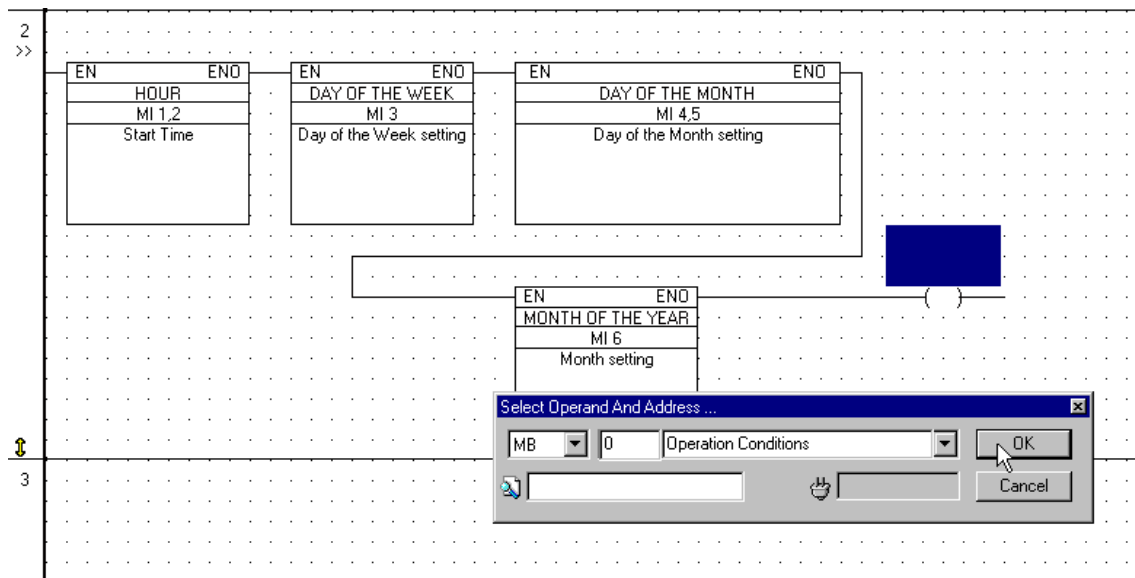 2
>>
EN ENO EN ENO EN ENO
HOUR DAY OF THE WEEK DAY OF THE MONTH
MI 1,2 MI 3 MI 4,5
Start Time Day of the Week setting Day of the Month setting
EN ENO
MONTH OF THE YEAR
MI 6
Month setting
Select Operand And Address ...
MB 0 Operation Conditions OK
3
Cancel